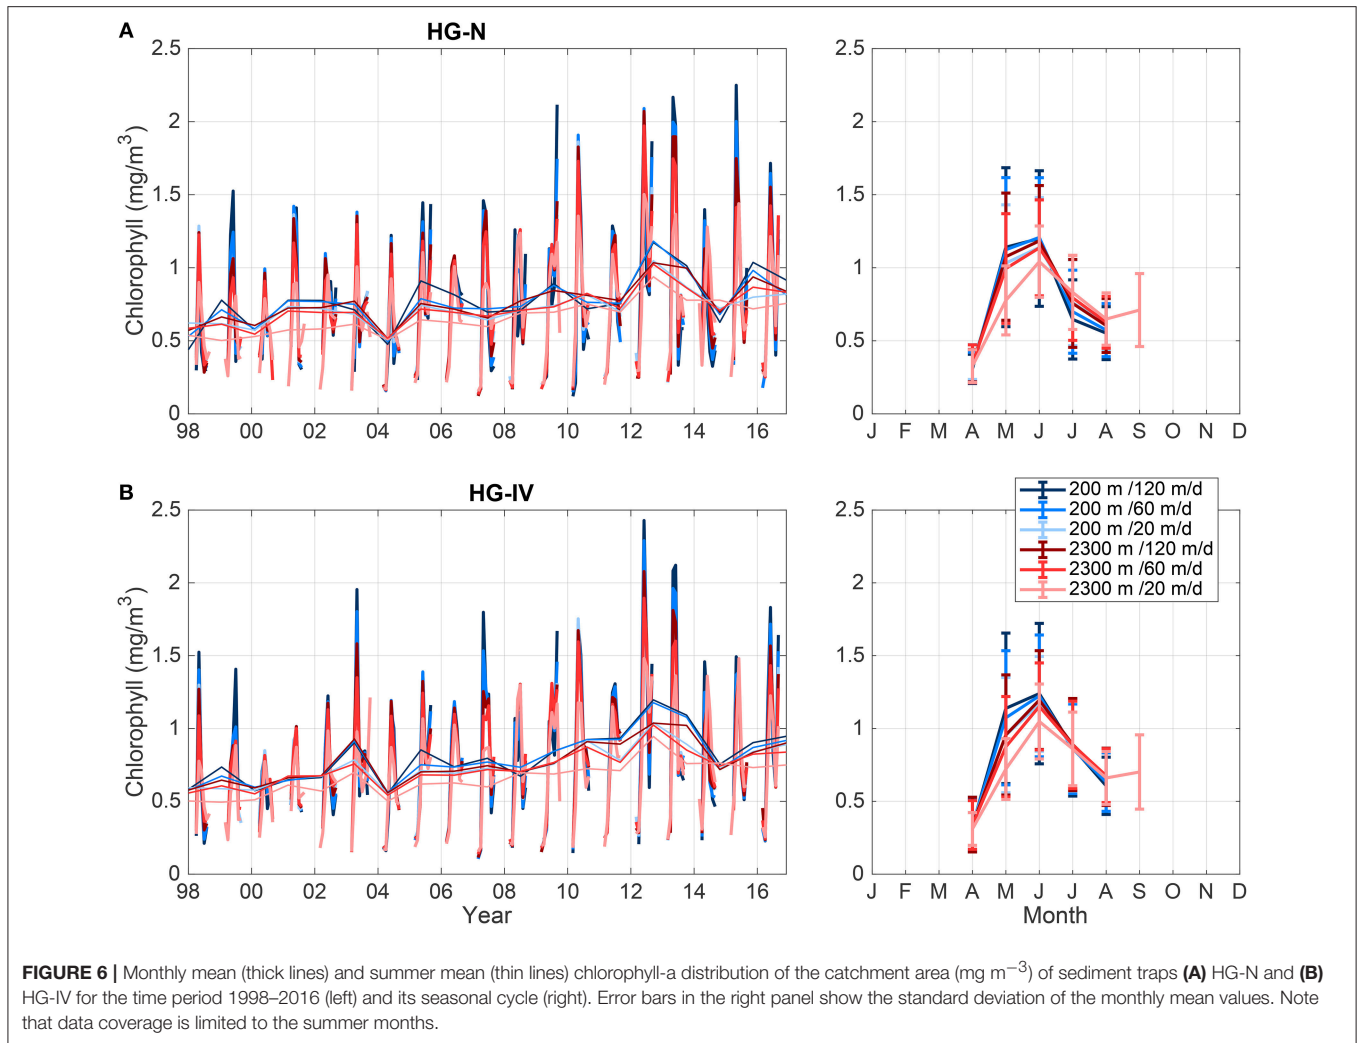 A
HG-N
Chlorophyll (mg/m³)
2.5
2
1.5
1
0.5
0
98 00 02 04 06 08 10 12 14 16
2.5
2
1.5
1
0.5
0
J F M A M J J A S O N D
B
HG-IV
Chlorophyll (mg/m³)
2.5
2
1.5
1
0.5
0
98 00 02 04 06 08 10 12 14 16
Year
200 m /120 m/d
200 m /60 m/d
200 m /20 m/d
2300 m /120 m/d
2300 m /60 m/d
2300 m /20 m/d
2.5
2
1.5
1
0.5
0
J F M A M J J A S O N D
Month
FIGURE 6 | Monthly mean (thick lines) and summer mean (thin lines) chlorophyll-a distribution of the catchment area (mg m−3) of sediment traps (A) HG-N and (B)
HG-IV for the time period 1998–2016 (left) and its seasonal cycle (right). Error bars in the right panel show the standard deviation of the monthly mean values. Note
that data coverage is limited to the summer months.